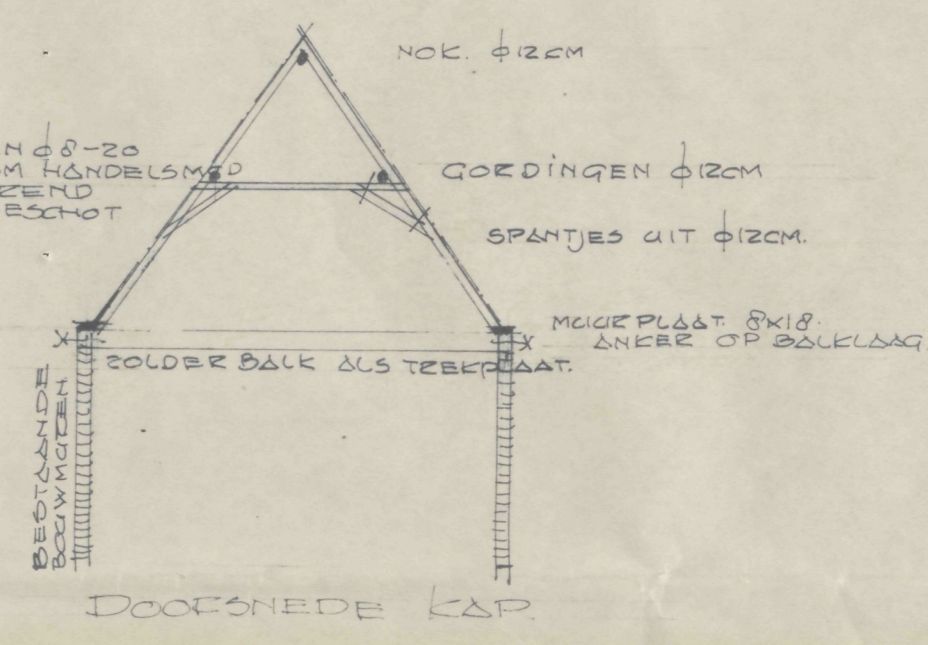 NOK. ϕ12CM
N ϕ8-20
M HANDELSMED
ZEND
ESCHOT
GORDINGEN ϕ12CM
SPANTJES UIT ϕ12CM.
MUURPLAAT. 8X18.
ANKER OP BALKLAAG.
ZOLDER BALK ALS TREKPLAAT.
BESTAANDE
BOUWMUREN.
DOORSNEDE KAP.